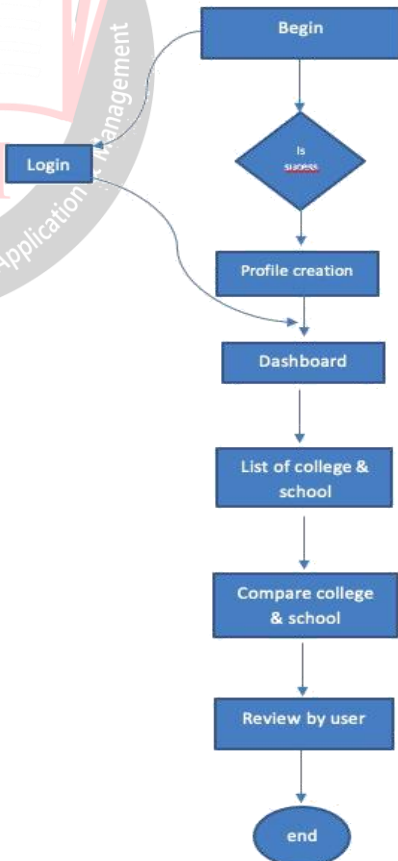 Begin
Management
Application
Login
Is
sucess
Profile creation
Dashboard
List of college &
school
Compare college
& school
Review by user
end